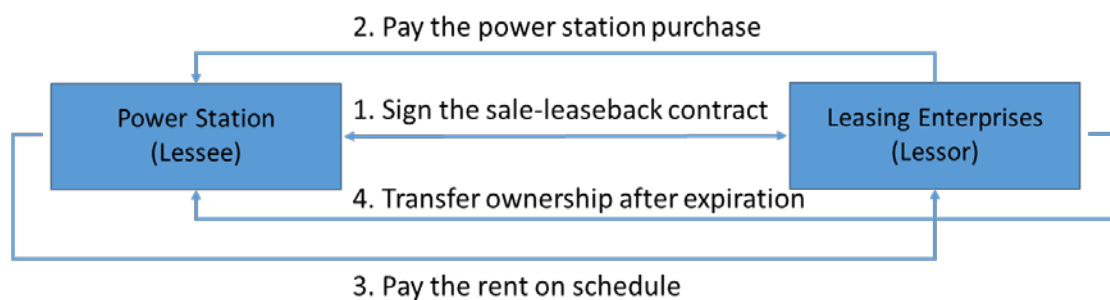 2. Pay the power station purchase
Power Station
(Lessee)
1. Sign the sale-leaseback contract
Leasing Enterprises
(Lessor)
4. Transfer ownership after expiration
3. Pay the rent on schedule